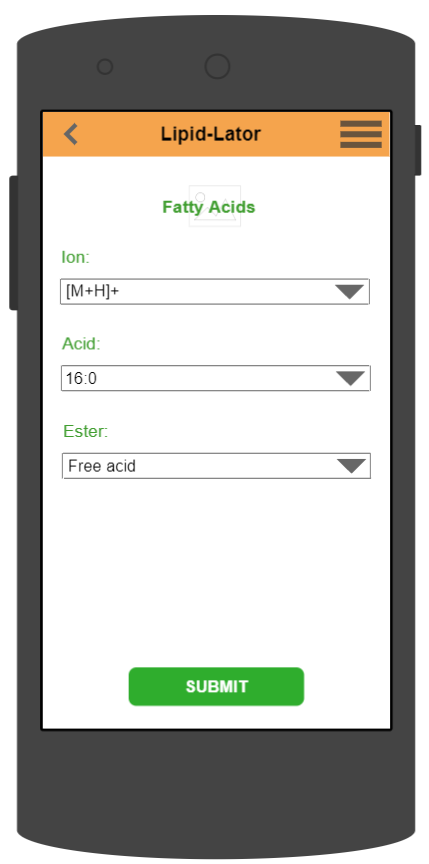 Lipid-Lator
Fatty Acids
Ion:
[M+H]+
Acid:
16:0
Ester:
Free acid
SUBMIT